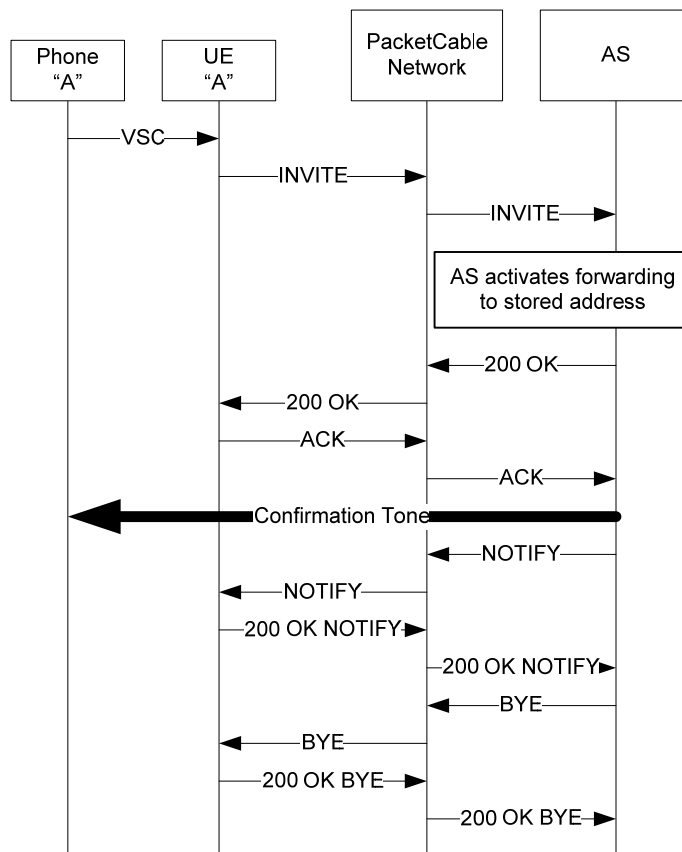 Phone
“A”
UE
“A”
PacketCable
Network
AS
VSC
INVITE
INVITE
AS activates forwarding
to stored address
200 OK
200 OK
ACK
ACK
Confirmation Tone
NOTIFY
NOTIFY
200 OK NOTIFY
200 OK NOTIFY
BYE
BYE
200 OK BYE
200 OK BYE